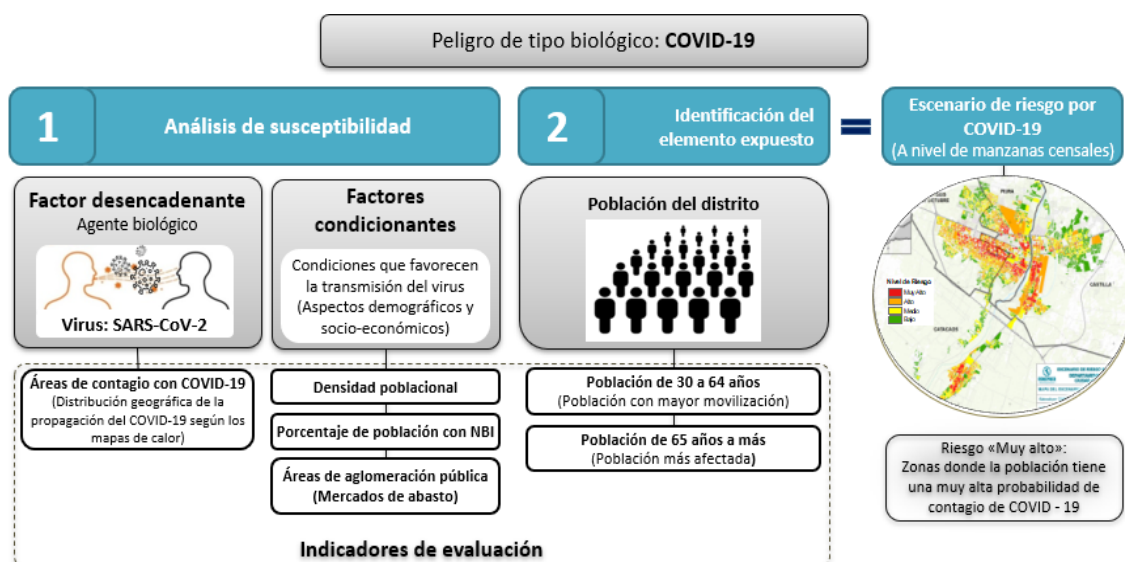 Peligro de tipo biológico: COVID-19
1
Análisis de susceptibilidad
2
Identificación del
elemento expuesto
Escenario de riesgo por
COVID-19
(A nivel de manzanas censales)
Factor desencadenante
Agente biológico
Virus: SARS-CoV-2
Factores
condicionantes
Condiciones que favorecen
la transmisión del virus
(Aspectos demográficos y
socio-económicos)
Población del distrito
PIURA
CASTILLA
CATACAOS
Nivel de Riesgo
Muy Alto
Alto
Medio
Bajo
Áreas de contagio con COVID-19
(Distribución geográfica de la
propagación del COVID-19 según los
mapas de calor)
Densidad poblacional
Porcentaje de población con NBI
Áreas de aglomeración pública
(Mercados de abasto)
Población de 30 a 64 años
(Población con mayor movilización)
Población de 65 años a más
(Población más afectada)
Riesgo «Muy alto»:
Zonas donde la población tiene
una muy alta probabilidad de
contagio de COVID - 19
Indicadores de evaluación